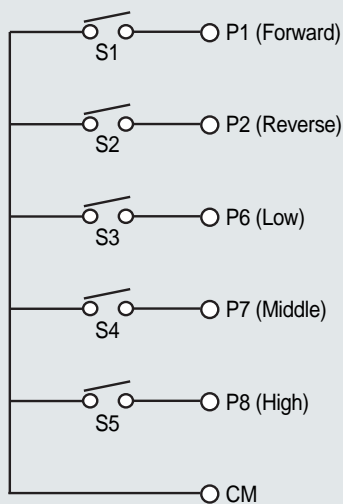 P1 (Forward)
S1
P2 (Reverse)
S2
P6 (Low)
S3
P7 (Middle)
S4
P8 (High)
S5
CM